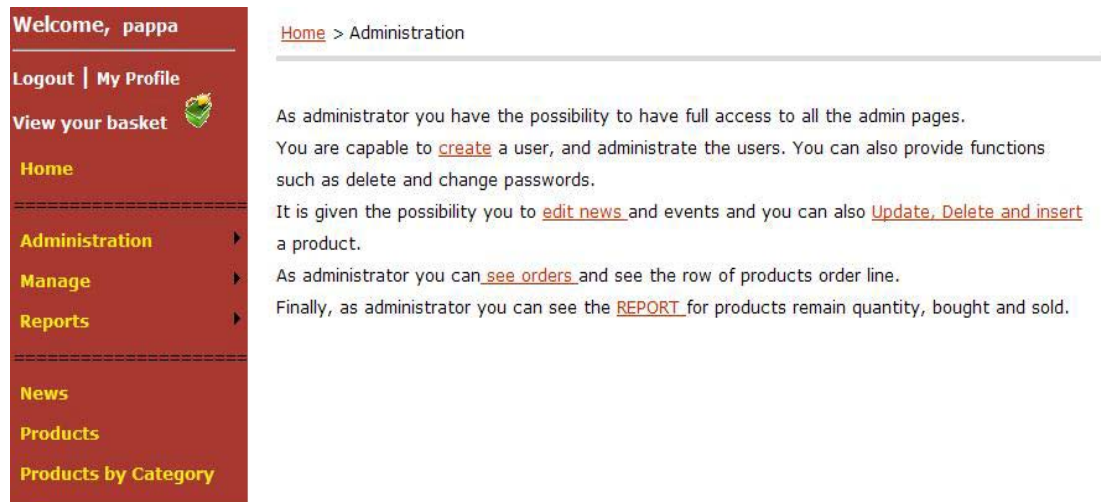 Welcome, pappa
Logout | My Profile
View your basket
Home
======================
Administration
Manage
Reports
======================
News
Products
Products by Category
Home > Administration
As administrator you have the possibility to have full access to all the admin pages.
You are capable to create a user, and administrate the users. You can also provide functions
such as delete and change passwords.
It is given the possibility you to edit news and events and you can also Update, Delete and insert
a product.
As administrator you can see orders and see the row of products order line.
Finally, as administrator you can see the REPORT for products remain quantity, bought and sold.